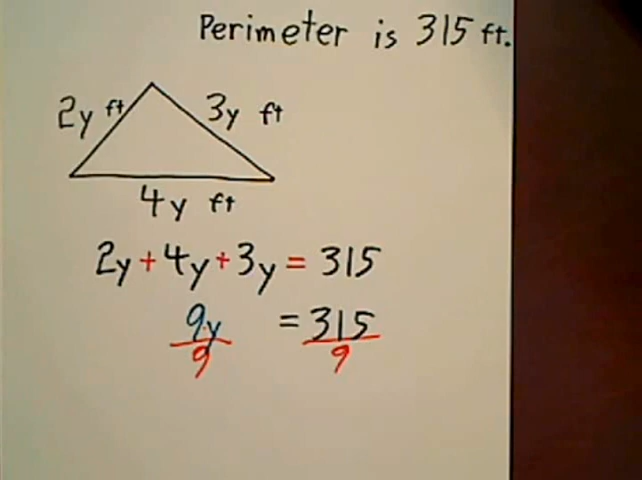 Perimeter is 315 ft.
2y ft
3y ft
4y ft
2y + 4y + 3y = 315
9y = 315
9 9